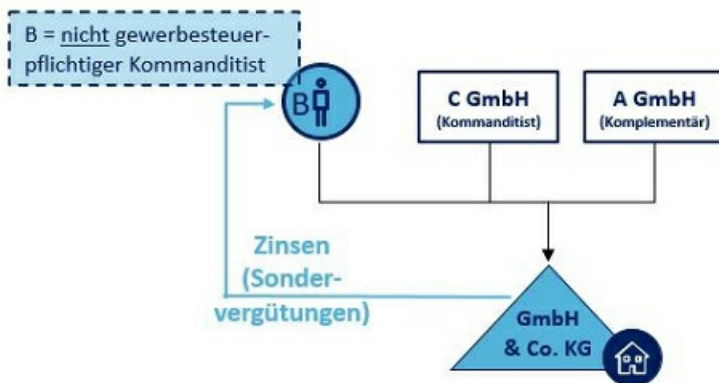 B = nicht gewerbesteuer-
pflichtiger Kommanditist
B
C GmbH
(Kommanditist)
A GmbH
(Komplementär)
Zinsen
(Sonder-
vergütungen)
GmbH
& Co. KG